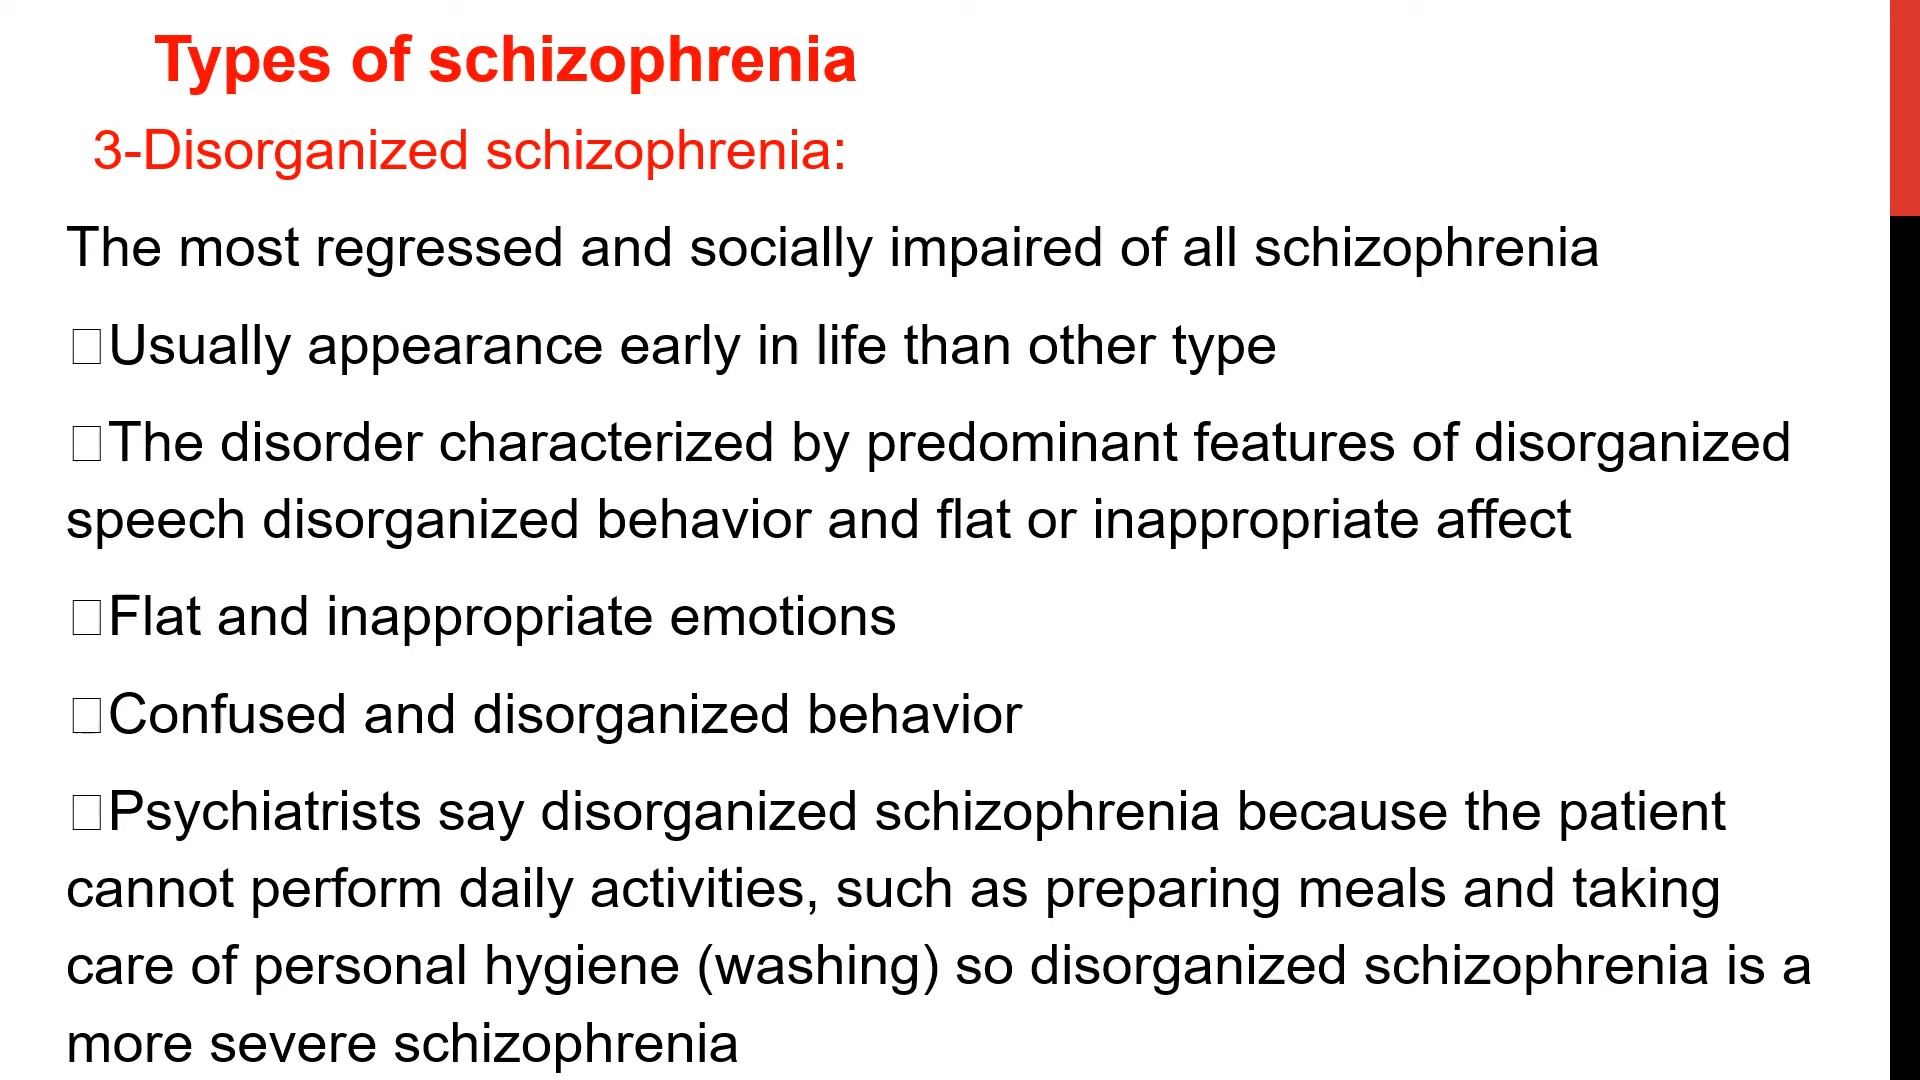 Types of schizophrenia
3-Disorganized schizophrenia:
The most regressed and socially impaired of all schizophrenia
Usually appearance early in life than other type
The disorder characterized by predominant features of disorganized
speech disorganized behavior and flat or inappropriate affect
Flat and inappropriate emotions
Confused and disorganized behavior
Psychiatrists say disorganized schizophrenia because the patient
cannot perform daily activities, such as preparing meals and taking
care of personal hygiene (washing) so disorganized schizophrenia is a
more severe schizophrenia